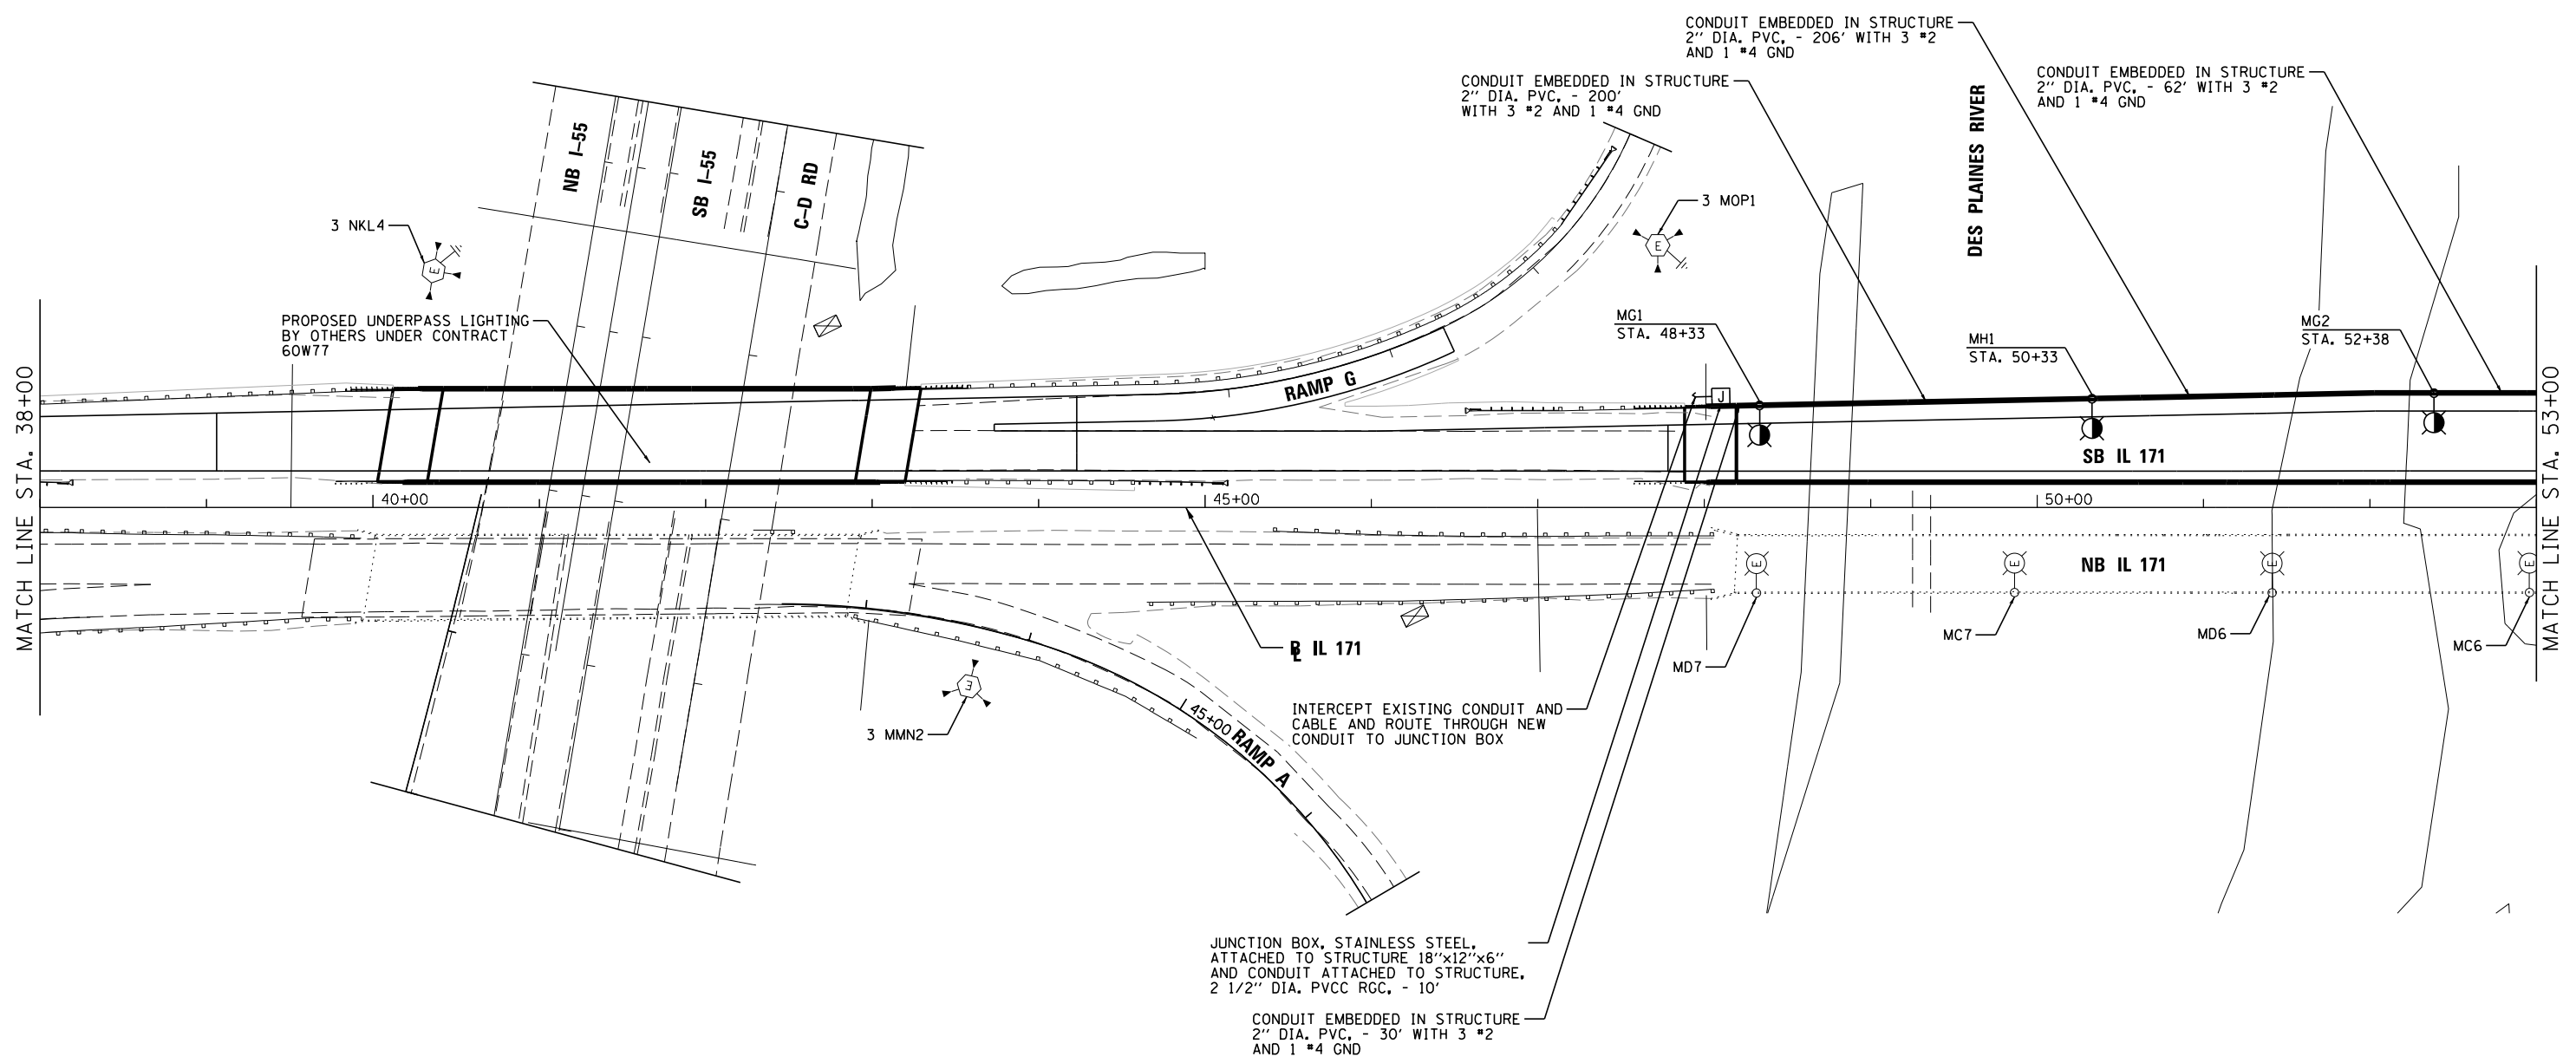 CONDUIT EMBEDDED IN STRUCTURE
2" DIA. PVC, - 206' WITH 3 #2
AND 1 #4 GND
CONDUIT EMBEDDED IN STRUCTURE
2" DIA. PVC, - 200'
WITH 3 #2 AND 1 #4 GND
CONDUIT EMBEDDED IN STRUCTURE
2" DIA. PVC, - 62' WITH 3 #2
AND 1 #4 GND
DES PLAINES RIVER
NB I-55
SB I-55
C-D RD
3 NKL4
E
3 MOP1
E
PROPOSED UNDERPASS LIGHTING
BY OTHERS UNDER CONTRACT
60W77
MG1
STA. 48+33
MH1
STA. 50+33
MG2
STA. 52+38
RAMP G
J
MATCH LINE STA. 38+00
MATCH LINE STA. 53+00
SB IL 171
40+00
45+00
50+00
NB IL 171
E
E
E
E
MD7
MC7
MD6
MC6
BL IL 171
3 MMN2
E
45+00
RAMP A
INTERCEPT EXISTING CONDUIT AND
CABLE AND ROUTE THROUGH NEW
CONDUIT TO JUNCTION BOX
JUNCTION BOX, STAINLESS STEEL,
ATTACHED TO STRUCTURE 18"x12"x6"
AND CONDUIT ATTACHED TO STRUCTURE,
2 1/2" DIA. PVCC RGC, - 10'
CONDUIT EMBEDDED IN STRUCTURE
2" DIA. PVC, - 30' WITH 3 #2
AND 1 #4 GND